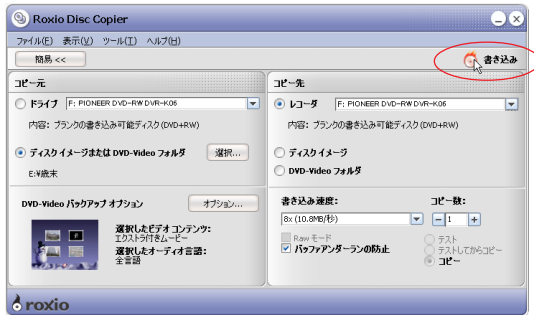 Roxio Disc Copier
ファイル(F) 表示(V) ツール(T) ヘルプ(H)
簡易 <<
書き込み
コピー元
ドライブ F: PIONEER DVD-RW DVR-K06
内容: ブランクの書き込み可能ディスク(DVD+RW)
ディスクイメージまたは DVD-Video フォルダ 選択...
E:¥歳末
DVD-Video バックアップ オプション オプション...
選択したビデオ コンテンツ:
エクストラ付きムービー
選択したオーディオ言語:
全言語
コピー先
レコーダ F: PIONEER DVD-RW DVR-K06
内容: ブランクの書き込み可能ディスク(DVD+RW)
ディスクイメージ
DVD-Video フォルダ
書き込み速度: コピー数:
8x (10.8MB/秒) 1
Raw モード
バッファアンダーランの防止
テスト
テストしてからコピー
コピー
roxio